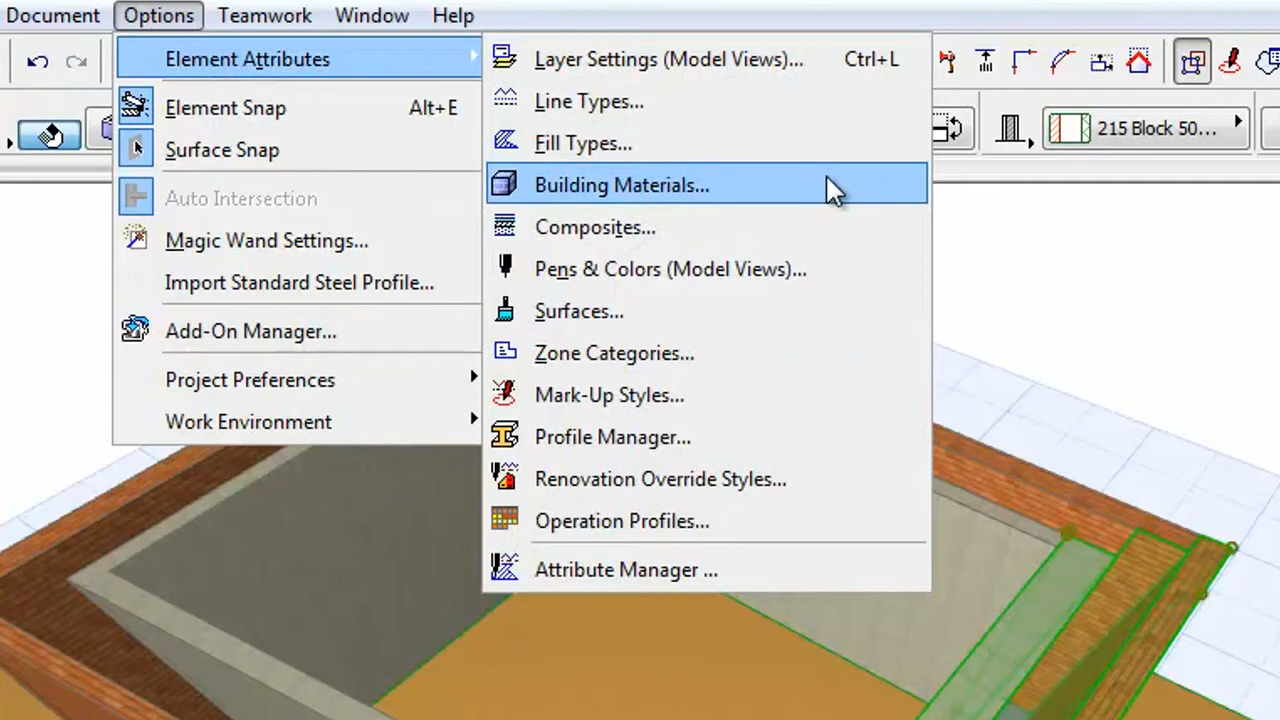 Document Options Teamwork Window Help
Element Attributes
Element Snap Alt+E
Surface Snap
Auto Intersection
Magic Wand Settings...
Import Standard Steel Profile...
Add-On Manager...
Project Preferences
Work Environment
Layer Settings (Model Views)... Ctrl+L
Line Types...
Fill Types...
Building Materials...
Composites...
Pens & Colors (Model Views)...
Surfaces...
Zone Categories...
Mark-Up Styles...
Profile Manager...
Renovation Override Styles...
Operation Profiles...
Attribute Manager ...
215 Block 50...